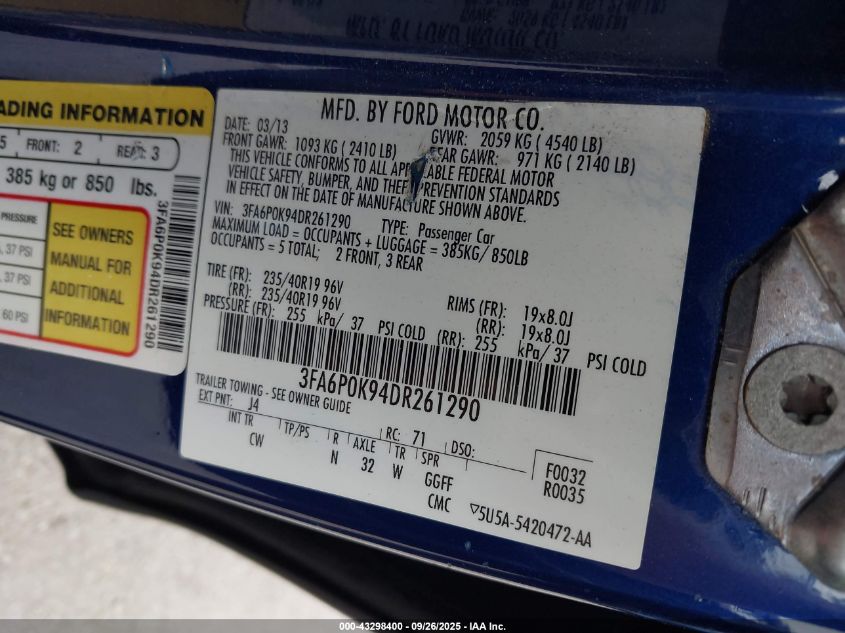 ADING INFORMATION
5 FRONT: 2 REAR: 3
385 kg or 850 lbs.
PRESSURE
37 PSI
37 PSI
60 PSI
SEE OWNERS
MANUAL FOR
ADDITIONAL
INFORMATION
3FA6P0K94DR261290
MFD. BY FORD MOTOR CO.
DATE: 03/13 GVWR: 2059 KG ( 4540 LB)
FRONT GAWR: 1093 KG ( 2410 LB) REAR GAWR: 971 KG ( 2140 LB)
THIS VEHICLE CONFORMS TO ALL APPLICABLE FEDERAL MOTOR
VEHICLE SAFETY, BUMPER, AND THEFT PREVENTION STANDARDS
IN EFFECT ON THE DATE OF MANUFACTURE SHOWN ABOVE.
VIN: 3FA6P0K94DR261290 TYPE: Passenger Car
MAXIMUM LOAD = OCCUPANTS + LUGGAGE = 385KG/ 850LB
OCCUPANTS = 5 TOTAL; 2 FRONT, 3 REAR
TIRE (FR): 235/40R19 96V RIMS (FR): 19x8.0J
(RR): 235/40R19 96V (RR): 19x8.0J
PRESSURE (FR): 255 kPa/ 37 PSI COLD (RR): 255 kPa/ 37 PSI COLD
3FA6P0K94DR261290
TRAILER TOWING - SEE OWNER GUIDE
EXT PNT: J4 RC: 71 DSO:
INT TR TP/PS R AXLE TR SPR F0032
CW N 32 W GGFF R0035
CMC 5U5A-5420472-AA
000-43298400 - 09/26/2025 - IAA Inc.